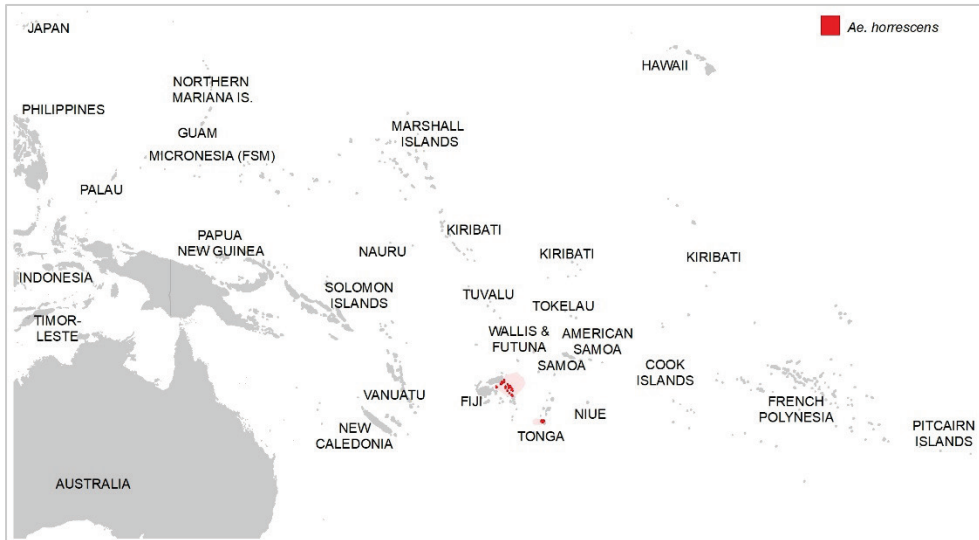 JAPAN
Ae. horrescens
HAWAII
NORTHERN
MARIANA IS.
PHILIPPINES
GUAM
MARSHALL
ISLANDS
MICRONESIA (FSM)
PALAU
KIRIBATI
PAPUA
NEW GUINEA
NAURU
KIRIBATI
KIRIBATI
INDONESIA
SOLOMON
ISLANDS
TUVALU
TOKELAU
TIMOR-
LESTE
WALLIS &
FUTUNA
AMERICAN
SAMOA
SAMOA
COOK
ISLANDS
VANUATU
FIJI
NIUE
FRENCH
POLYNESIA
NEW
CALEDONIA
TONGA
PITCAIRN
ISLANDS
AUSTRALIA